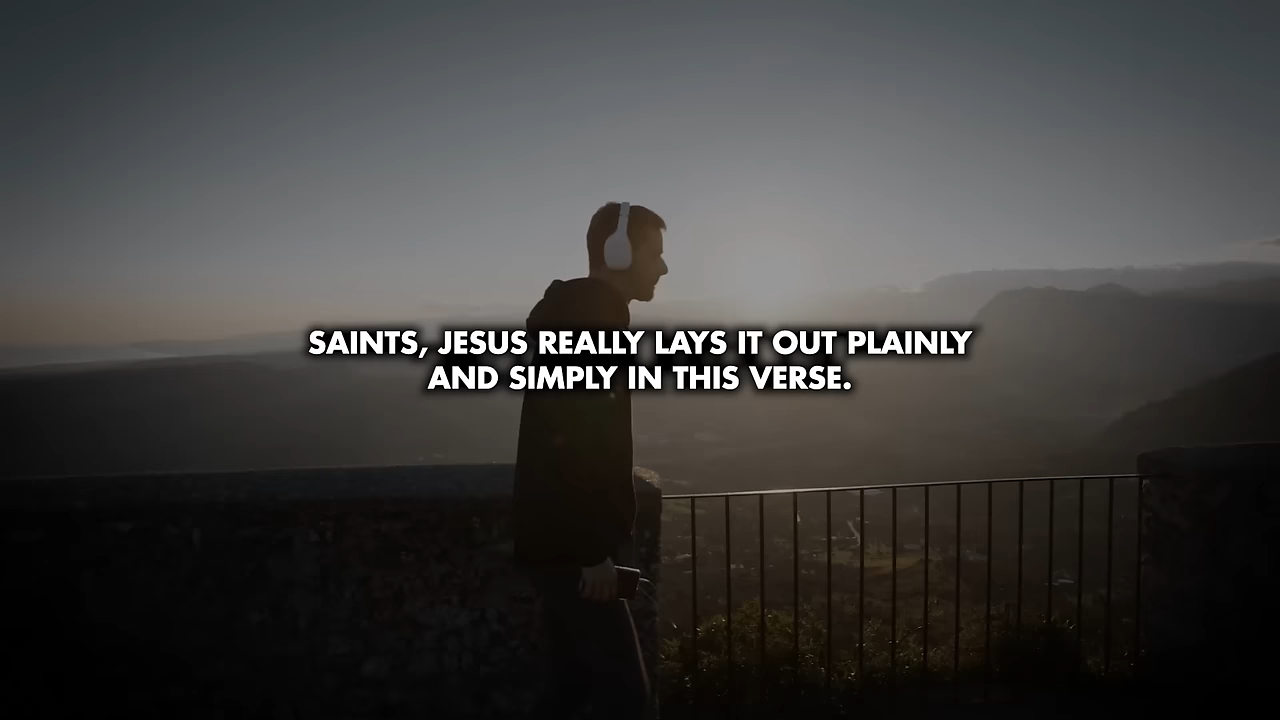 SAINTS, JESUS REALLY LAYS IT OUT PLAINLY
AND SIMPLY IN THIS VERSE.